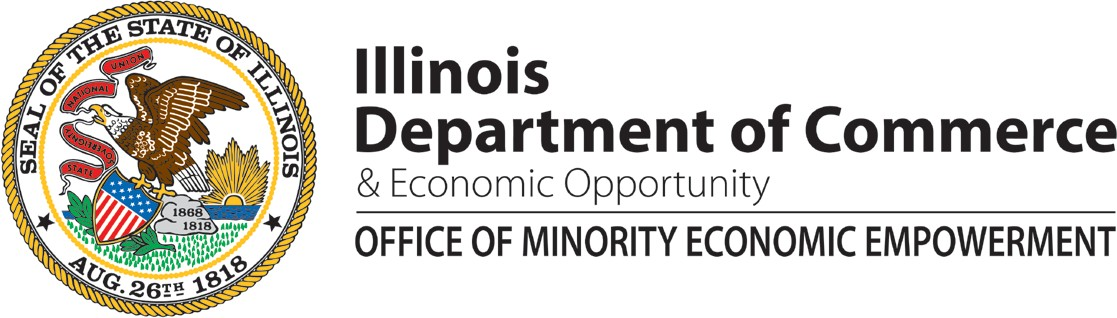 SEAL OF THE STATE OF ILLINOIS
UNION
NATIONAL
SOVEREIGNTY
STATE
1868
1818
AUG. 26TH 1818
Illinois
Department of Commerce
& Economic Opportunity
OFFICE OF MINORITY ECONOMIC EMPOWERMENT